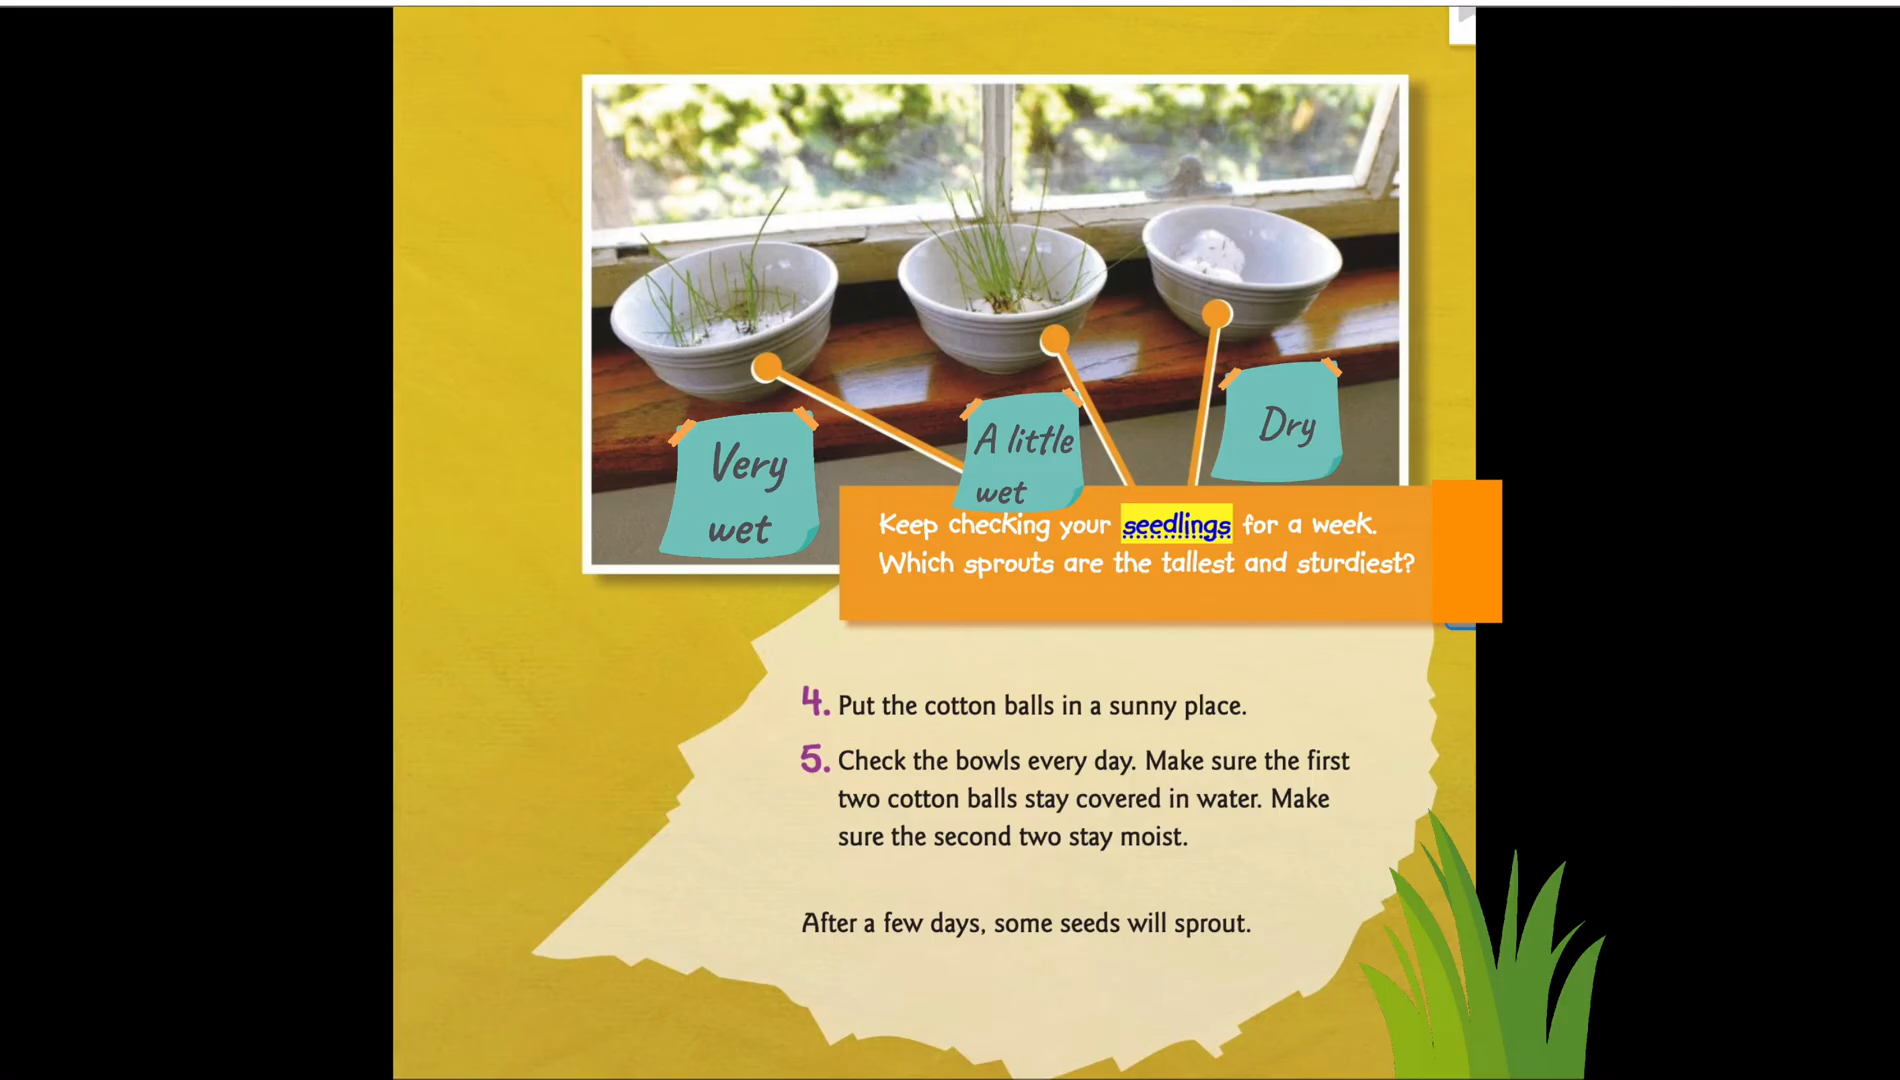 Very
wet
A little
wet
Dry
Keep checking your seedlings for a week.
Which sprouts are the tallest and sturdiest?
4. Put the cotton balls in a sunny place.
5. Check the bowls every day. Make sure the first
two cotton balls stay covered in water. Make
sure the second two stay moist.
After a few days, some seeds will sprout.